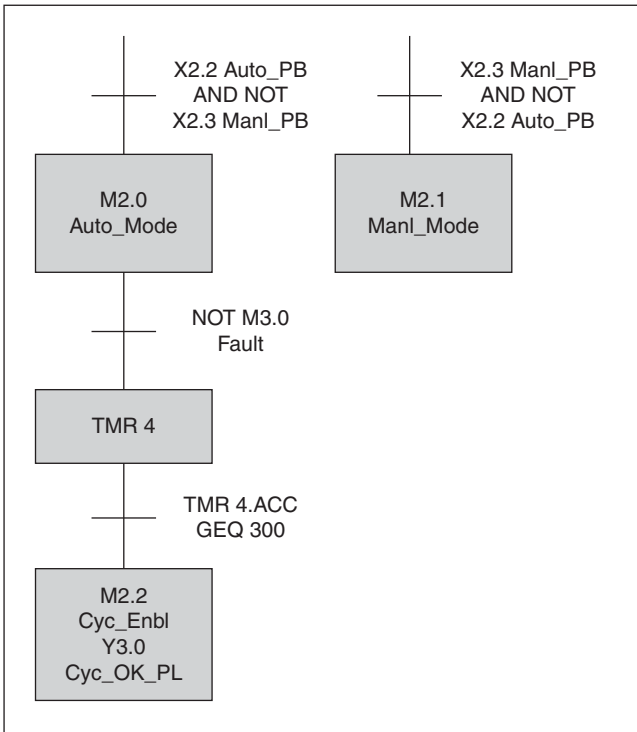 X2.2 Auto_PB
AND NOT
X2.3 Manl_PB
X2.3 Manl_PB
AND NOT
X2.2 Auto_PB
M2.0
Auto_Mode
M2.1
Manl_Mode
NOT M3.0
Fault
TMR 4
TMR 4.ACC
GEQ 300
M2.2
Cyc_Enbl
Y3.0
Cyc_OK_PL